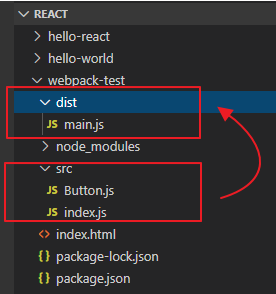 REACT
hello-react
hello-world
webpack-test
dist
JS main.js
node_modules
src
JS Button.js
JS index.js
<> index.html
{} package-lock.json
{} package.json